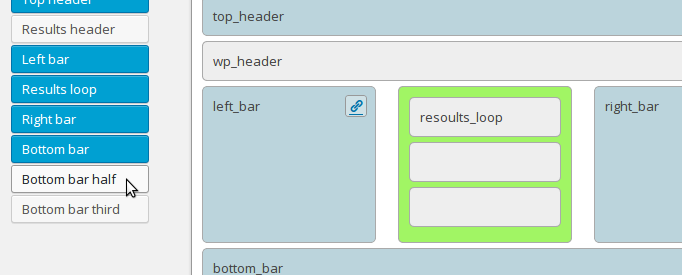 Top header
Results header
Left bar
Results loop
Right bar
Bottom bar
Bottom bar half
Bottom bar third
top_header
wp_header
left_bar
resoults_loop
right_bar
bottom_bar